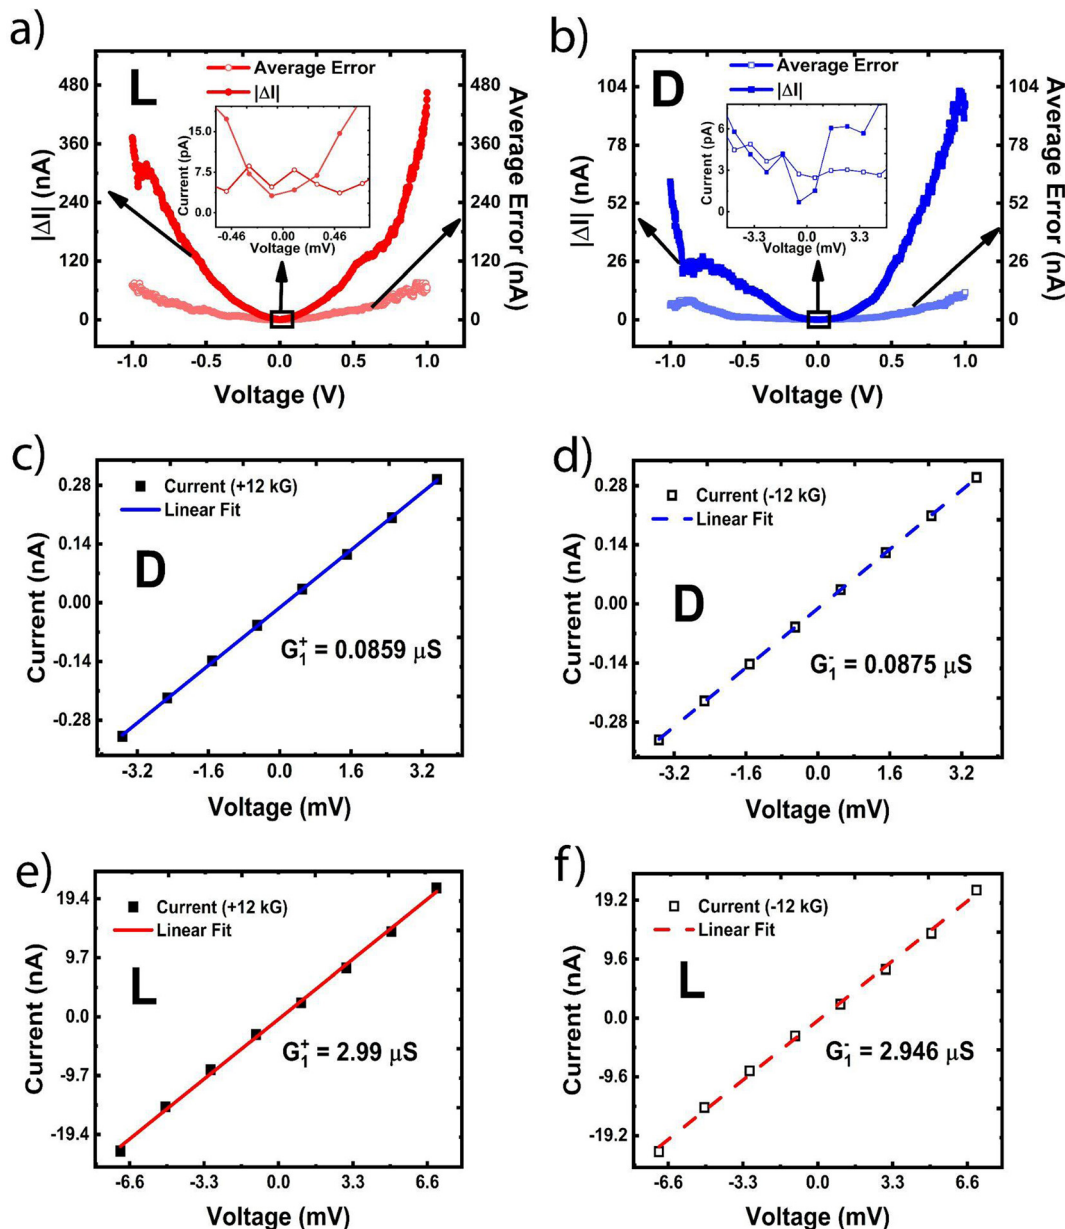 a)
L
Average Error
|ΔI|
480
360
240
120
0
|ΔI| (nA)
480
360
240
120
0
Average Error (nA)
Current (pA)
15.0
7.5
0.0
-0.46 0.00 0.46
Voltage (mV)
-1.0 -0.5 0.0 0.5 1.0
Voltage (V)
b)
D
Average Error
|ΔI|
104
78
52
26
0
|ΔI| (nA)
104
78
52
26
0
Average Error (nA)
Current (pA)
6
3
0
-3.3 0.0 3.3
Voltage (mV)
-1.0 -0.5 0.0 0.5 1.0
Voltage (V)
c)
Current (+12 kG)
Linear Fit
D
G₁⁺ = 0.0859 μS
0.28
0.14
0.00
-0.14
-0.28
Current (nA)
-3.2 -1.6 0.0 1.6 3.2
Voltage (mV)
d)
Current (-12 kG)
Linear Fit
D
G₁⁻ = 0.0875 μS
0.28
0.14
0.00
-0.14
-0.28
Current (nA)
-3.2 -1.6 0.0 1.6 3.2
Voltage (mV)
e)
Current (+12 kG)
Linear Fit
L
G₁⁺ = 2.99 μS
19.4
9.7
0.0
-9.7
-19.4
Current (nA)
-6.6 -3.3 0.0 3.3 6.6
Voltage (mV)
f)
Current (-12 kG)
Linear Fit
L
G₁⁻ = 2.946 μS
19.2
9.6
0.0
-9.6
-19.2
Current (nA)
-6.6 -3.3 0.0 3.3 6.6
Voltage (mV)